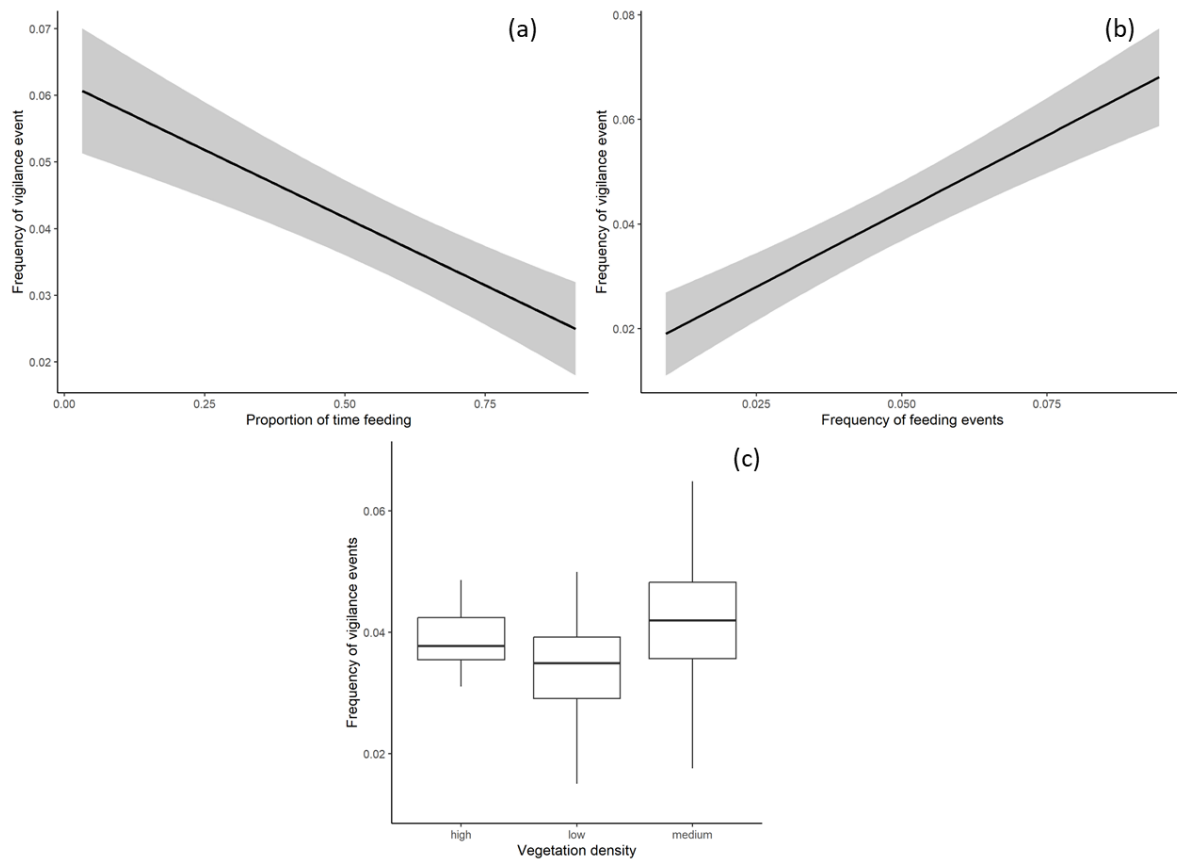 (a)
0.07
0.06
0.05
0.04
0.03
0.02
Frequency of vigilance event
0.00 0.25 0.50 0.75
Proportion of time feeding
(b)
0.08
0.06
0.04
0.02
Frequency of vigilance event
0.025 0.050 0.075
Frequency of feeding events
(c)
0.06
0.04
0.02
Frequency of vigilance events
high low medium
Vegetation density